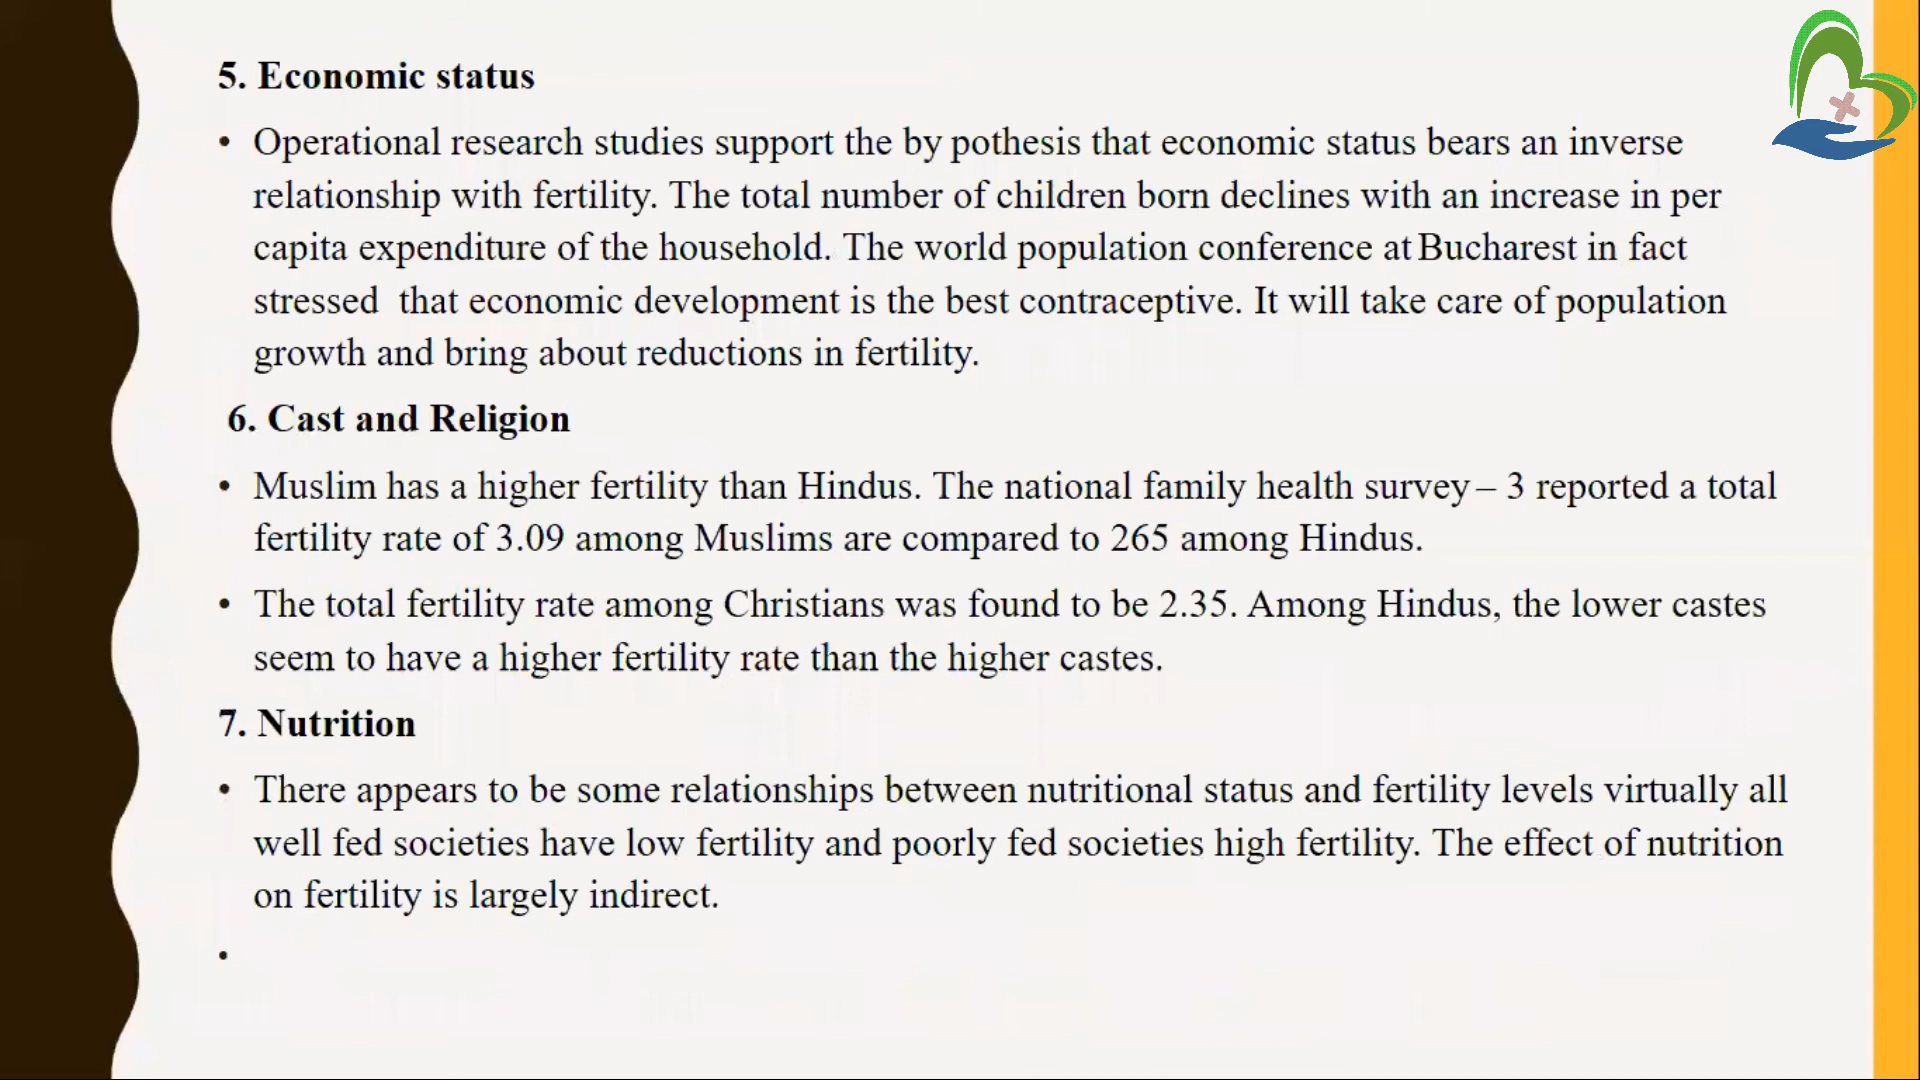 5. Economic status
• Operational research studies support the by pothesis that economic status bears an inverse
relationship with fertility. The total number of children born declines with an increase in per
capita expenditure of the household. The world population conference at Bucharest in fact
stressed  that economic development is the best contraceptive. It will take care of population
growth and bring about reductions in fertility.
6. Cast and Religion
• Muslim has a higher fertility than Hindus. The national family health survey – 3 reported a total
fertility rate of 3.09 among Muslims are compared to 265 among Hindus.
• The total fertility rate among Christians was found to be 2.35. Among Hindus, the lower castes
seem to have a higher fertility rate than the higher castes.
7. Nutrition
• There appears to be some relationships between nutritional status and fertility levels virtually all
well fed societies have low fertility and poorly fed societies high fertility. The effect of nutrition
on fertility is largely indirect.
•